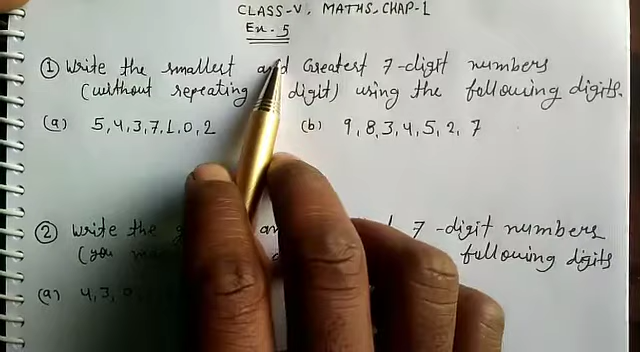 CLASS-V, MATHS, CHAP-1
Ex-5
① Write the smallest and Greatest 7-digit numbers
(without repeating digit) using the following digits.
(a) 5,4,3,7,1,0,2 (b) 9, 8, 3, 4, 5, 2, 7
② Write the 7-digit numbers
(you following digits
(a) 4, 3, 0